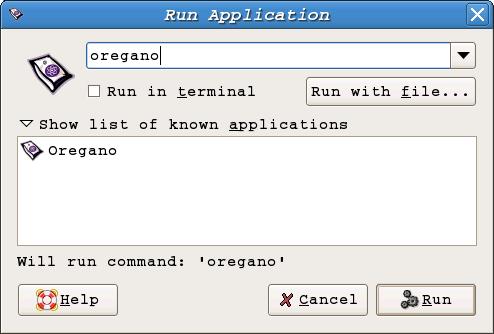 Run Application
oregano
Run in terminal
Run with file...
Show list of known applications
Oregano
Will run command: 'oregano'
Help
Cancel
Run